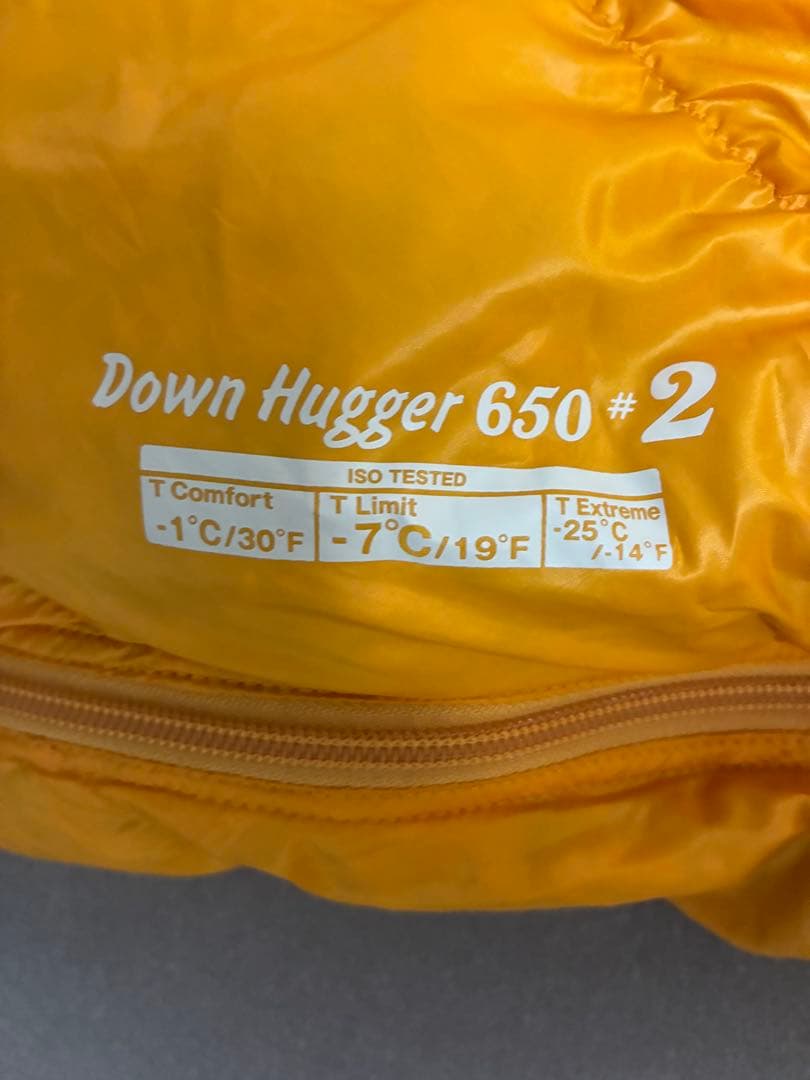 Down Hugger 650 #2
ISO TESTED
T Comfort T Limit T Extreme
-1°C/30°F -7°C/19°F -25°C
/-14°F